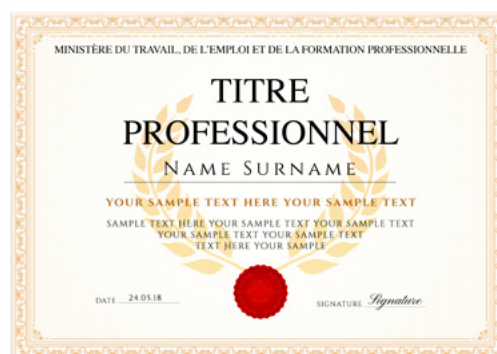 MINISTÈRE DU TRAVAIL, DE L'EMPLOI ET DE LA FORMATION PROFESSIONNELLE
TITRE
PROFESSIONNEL
NAME SURNAME
YOUR SAMPLE TEXT HERE YOUR SAMPLE TEXT
SAMPLE TEXT HERE YOUR SAMPLE TEXT YOUR SAMPLE TEXT
YOUR SAMPLE TEXT YOUR SAMPLE TEXT
TEXT HERE YOUR SAMPLE
DATE 24.05.18
SIGNATURE Signature